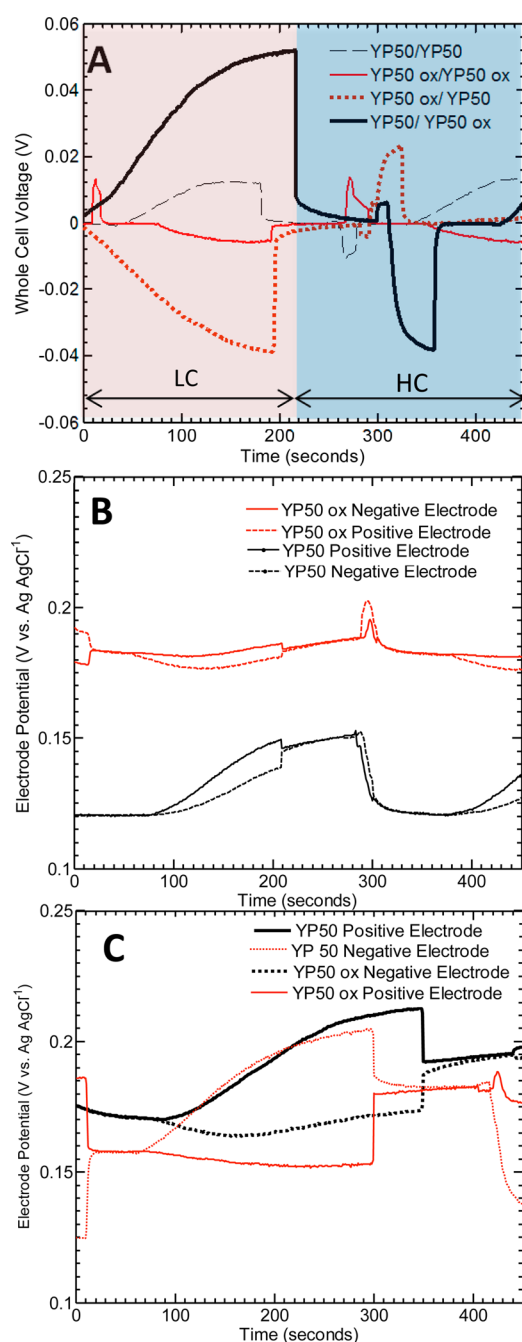 A
YP50/YP50
YP50 ox/YP50 ox
YP50 ox/ YP50
YP50/ YP50 ox
0.06
0.04
0.02
0
-0.02
-0.04
-0.06
Whole Cell Voltage (V)
LC
HC
0
100
200
300
400
Time (seconds)
B
YP50 ox Negative Electrode
YP50 ox Positive Electrode
YP50 Positive Electrode
YP50 Negative Electrode
0.25
0.2
0.15
0.1
Electrode Potential (V vs. Ag AgCl⁻¹)
0
100
200
300
400
Time (seconds)
C
YP50 Positive Electrode
YP 50 Negative Electrode
YP50 ox Negative Electrode
YP50 ox Positive Electrode
0.25
0.2
0.15
0.1
Electrode Potential (V vs. Ag AgCl⁻¹)
0
100
200
300
400
Time (seconds)